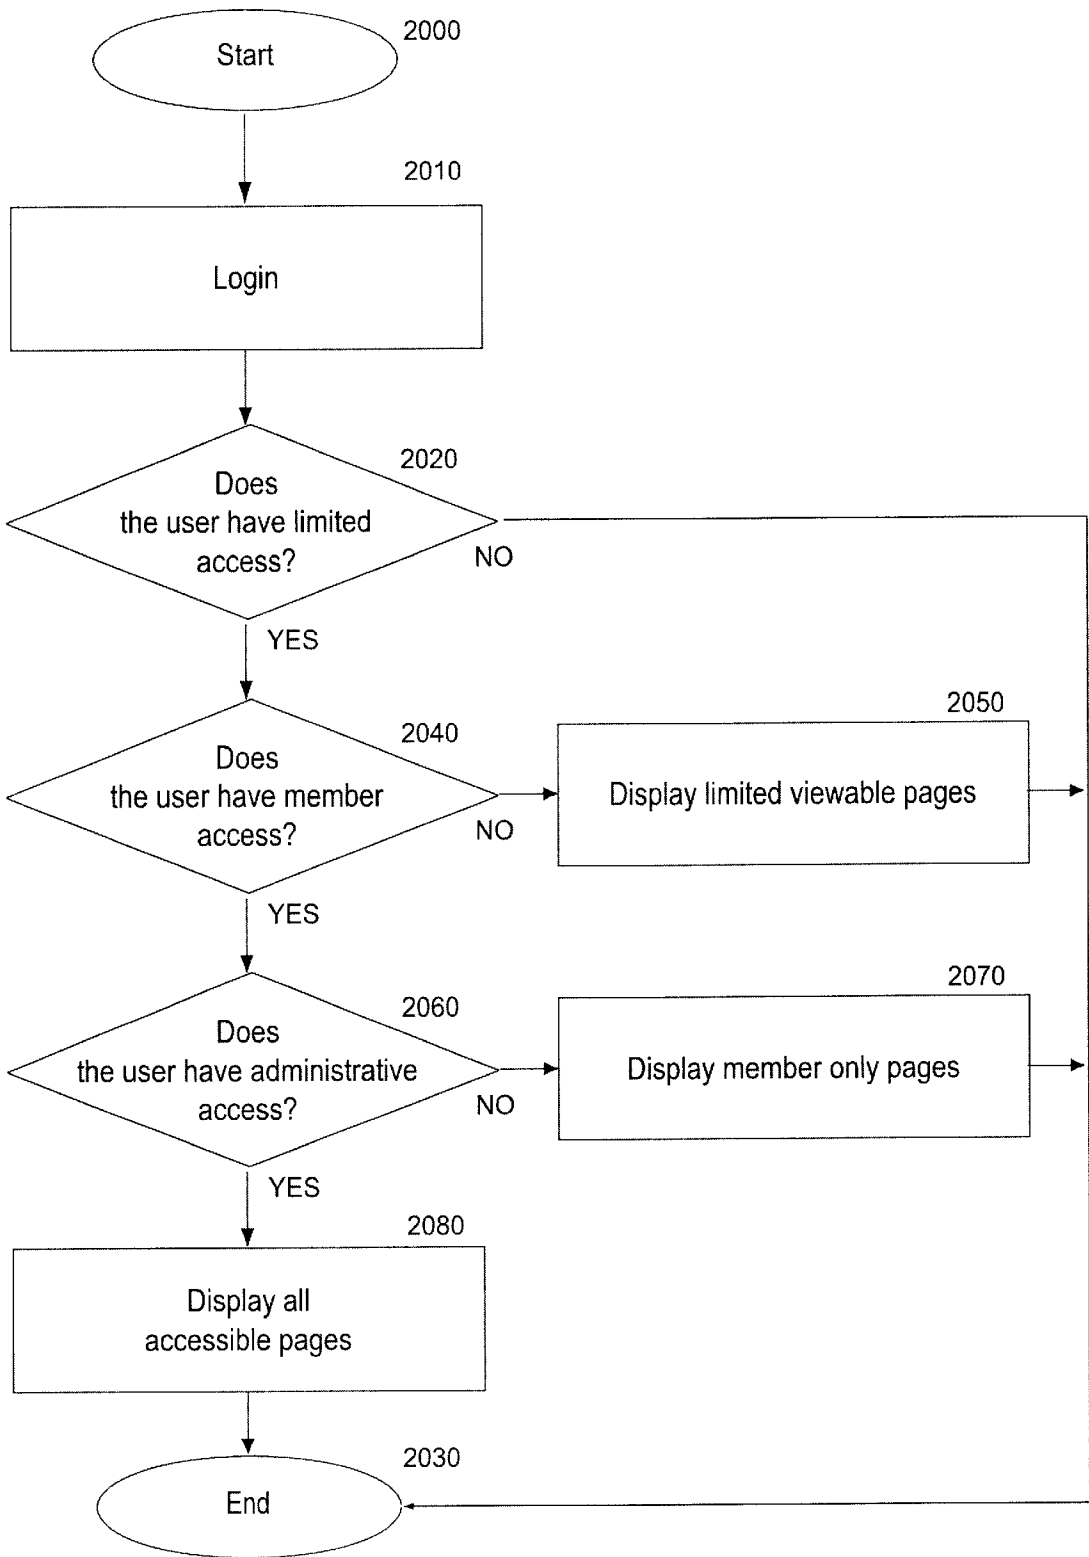 2000
Start
2010
Login
2020
Does
the user have limited
access?
NO
YES
2040
Does
the user have member
access?
NO
2050
Display limited viewable pages
YES
2060
Does
the user have administrative
access?
NO
2070
Display member only pages
YES
2080
Display all
accessible pages
2030
End